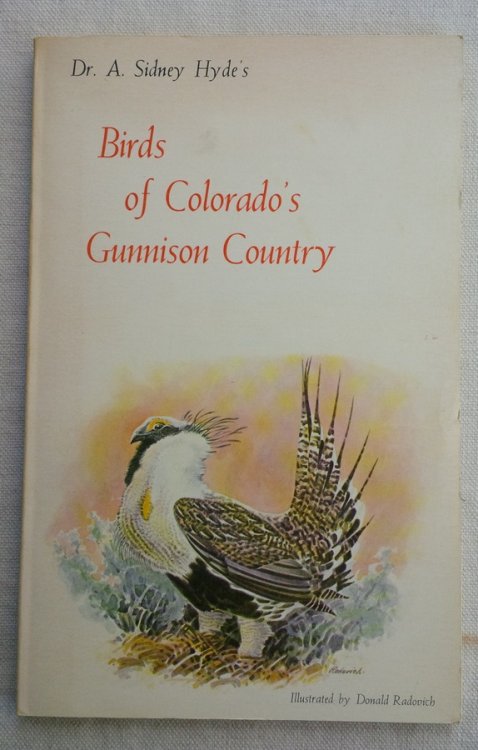 Dr. A. Sidney Hyde's
Birds
of Colorado's
Gunnison Country
Radovich
Illustrated by Donald Radovich